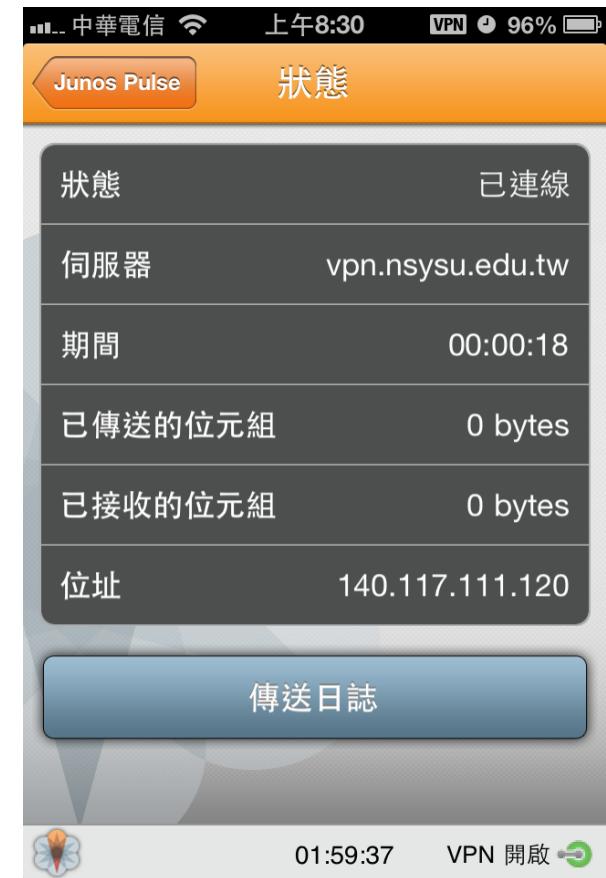 中華電信 上午8:30 VPN 96%
Junos Pulse 狀態
狀態 已連線
伺服器 vpn.nsysu.edu.tw
期間 00:00:18
已傳送的位元組 0 bytes
已接收的位元組 0 bytes
位址 140.117.111.120
傳送日誌
01:59:37 VPN 開啟